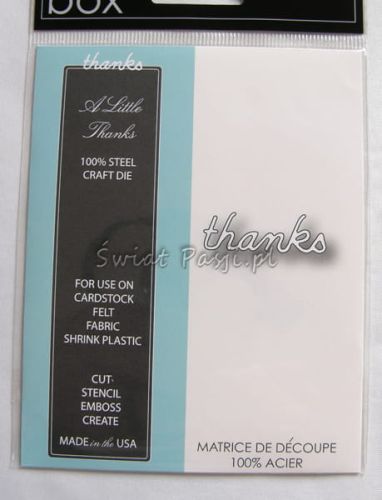 box
thanks
A Little
Thanks
100% STEEL
CRAFT DIE
thanks
Świat Pasji.pl
FOR USE ON
CARDSTOCK
FELT
FABRIC
SHRINK PLASTIC
CUT
STENCIL
EMBOSS
CREATE
MADE in the USA
MATRICE DE DÉCOUPE
100% ACIER